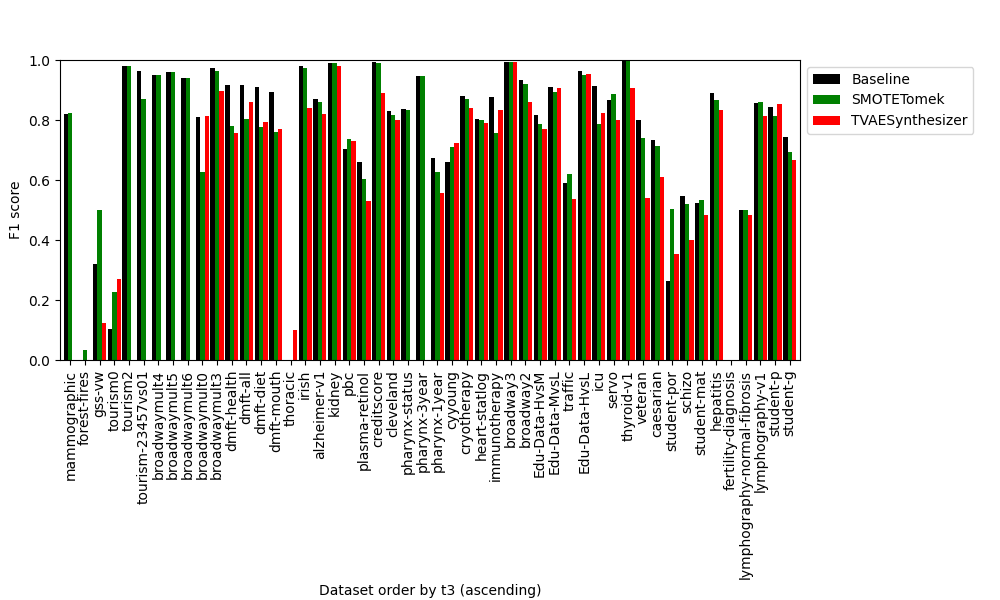 Baseline
SMOTETomek
TVAESynthesizer
F1 score
1.0
0.8
0.6
0.4
0.2
0.0
mammographic
forest-fires
gss-vw
tourism0
tourism2
tourism-23457vs01
broadwaymult4
broadwaymult5
broadwaymult6
broadwaymult0
broadwaymult3
dmft-health
dmft-all
dmft-diet
dmft-mouth
thoracic
irish
alzheimer-v1
kidney
pbc
plasma-retinol
creditscore
cleveland
pharynx-status
pharynx-3year
pharynx-1year
cyyoung
cryotherapy
heart-statlog
immunotherapy
broadway3
broadway2
Edu-Data-HvsM
Edu-Data-MvsL
traffic
Edu-Data-HvsL
icu
servo
thyroid-v1
veteran
caesarian
student-por
schizo
student-mat
hepatitis
fertility-diagnosis
lymphography-normal-fibrosis
lymphography-v1
student-p
student-g
Dataset order by t3 (ascending)